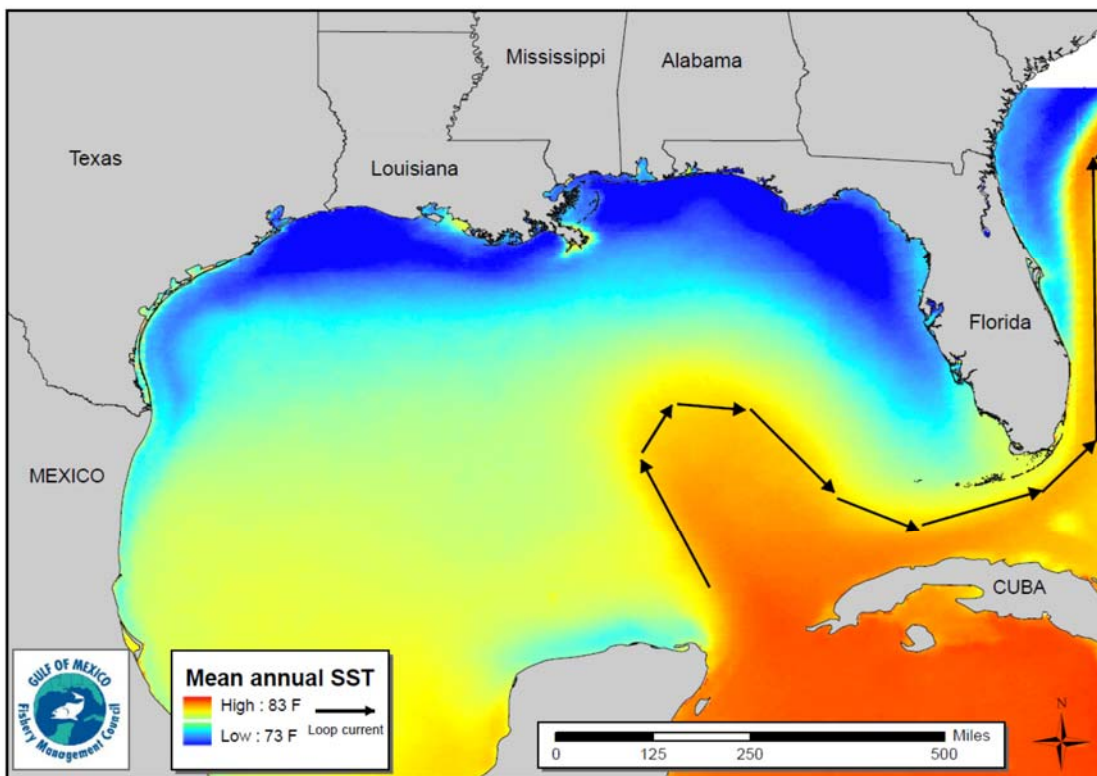 Mississippi
Alabama
Texas
Louisiana
Florida
MEXICO
CUBA
GULF OF MEXICO
Fishery Management Council
Mean annual SST
High : 83 F
Low : 73 F
Loop current
Miles
0 125 250 500
N